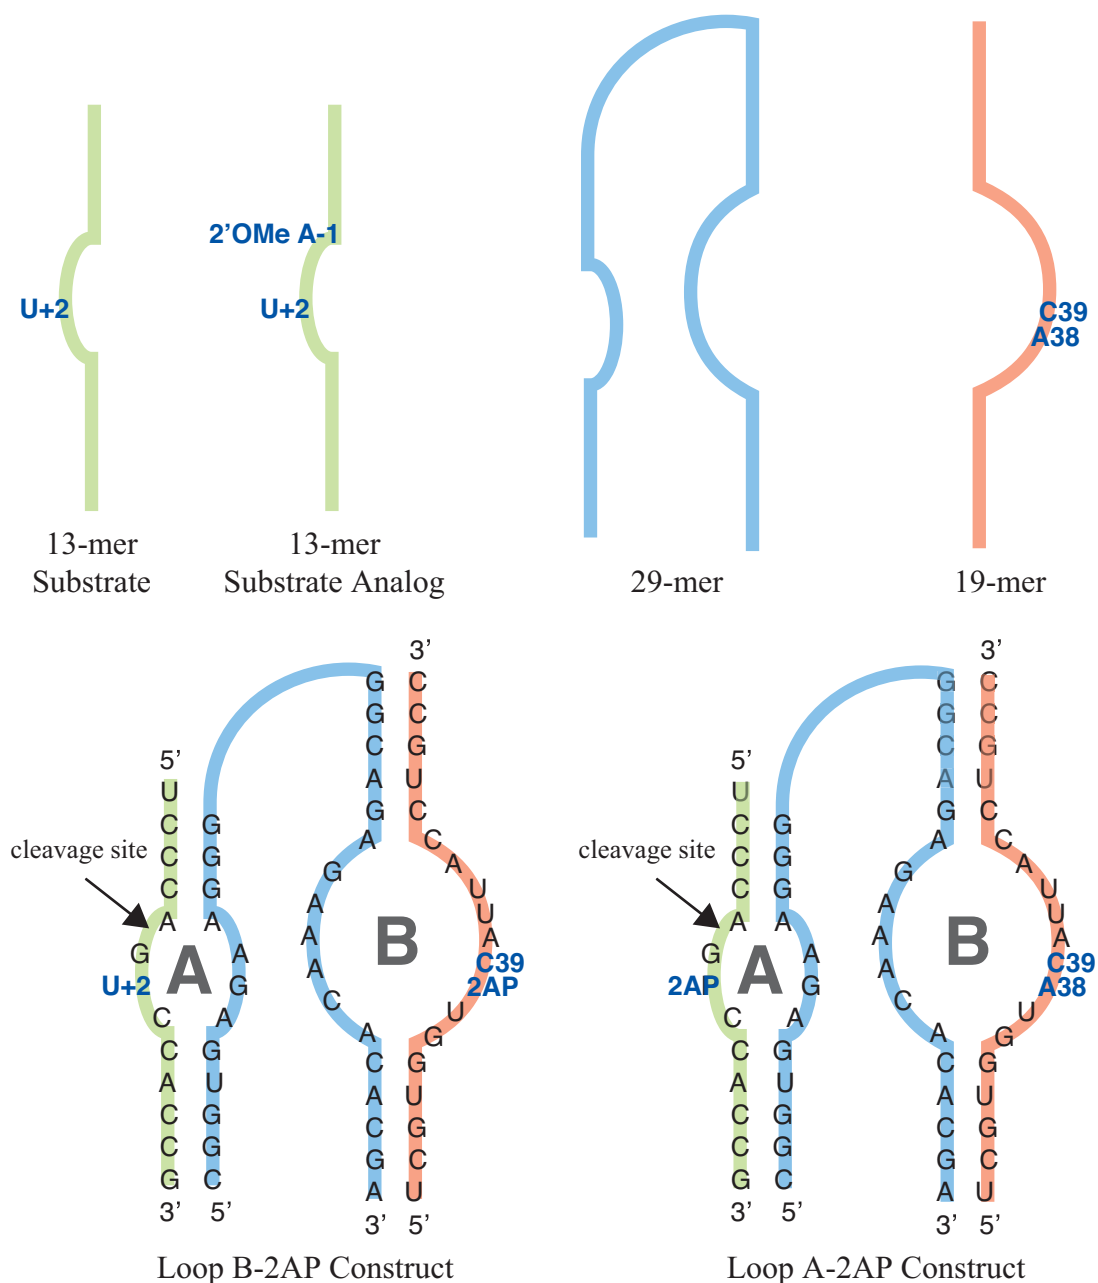 2’OMe A-1
U+2
U+2
C39
A38
13-mer
Substrate
13-mer
Substrate Analog
29-mer
19-mer
cleavage site
5’ U C C C A G U+2 C C A C C G 3’
A
G G G A A G A G U G G C 5’
G G C A G A G A A A C A C A C G A 3’
B
3’ C C G U C C A U U A C39 2AP U G G U G C U 5’
Loop B-2AP Construct
cleavage site
5’ U C C C A G 2AP C C A C C G 3’
A
G G G A A G A G U G G C 5’
G G C A G A G A A A C A C A C G A 3’
B
3’ C C G U C C A U U A C39 A38 U G G U G C U 5’
Loop A-2AP Construct